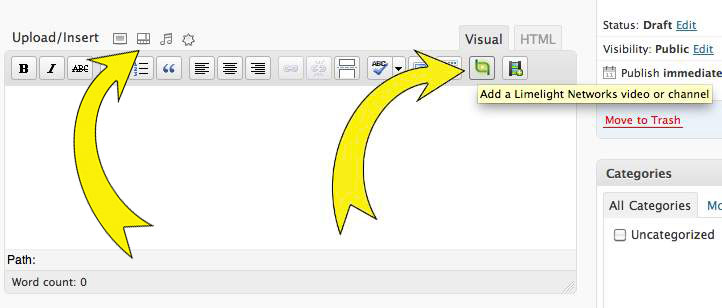 Upload/Insert
Visual
HTML
B
I
ABC
ABC
Add a Limelight Networks video or channel
Path:
Word count: 0
Status: Draft Edit
Visibility: Public Edit
Publish immediate
Move to Trash
Categories
All Categories
Mo
Uncategorized